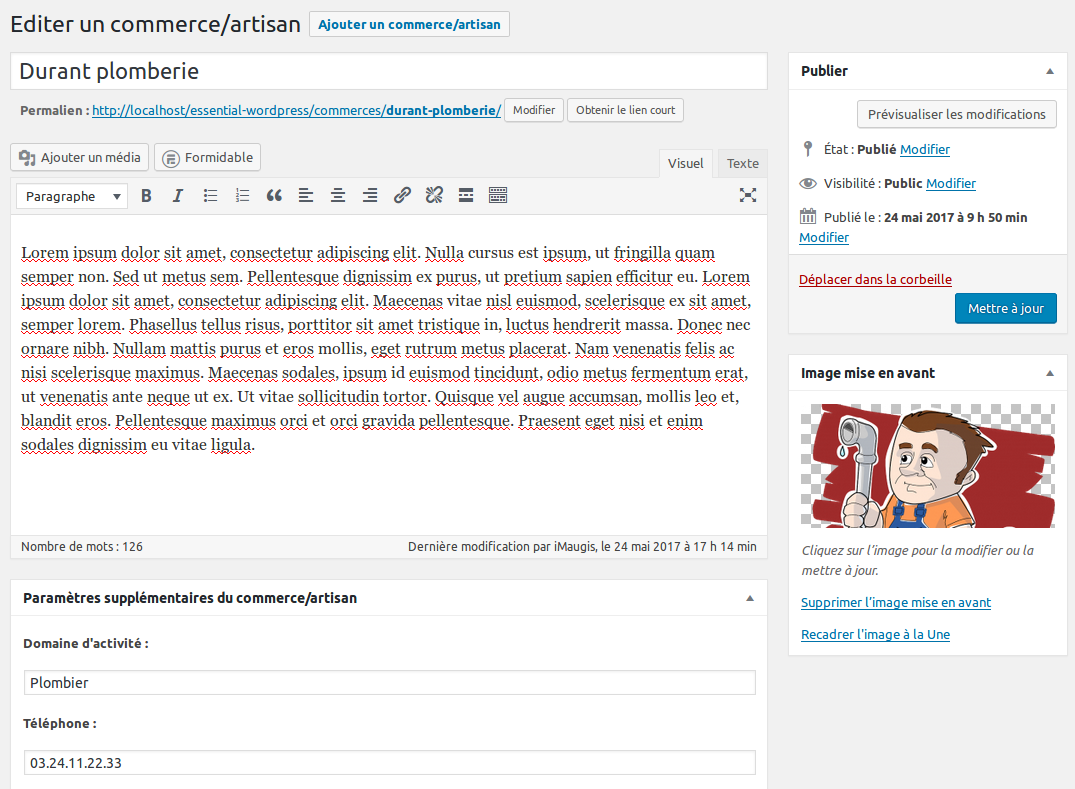 Editer un commerce/artisan
Ajouter un commerce/artisan
Durant plomberie
Permalien : http://localhost/essential-wordpress/commerces/durant-plomberie/ Modifier Obtenir le lien court
Ajouter un média Formidable
Visuel Texte
Paragraphe
Lorem ipsum dolor sit amet, consectetur adipiscing elit. Nulla cursus est ipsum, ut fringilla quam
semper non. Sed ut metus sem. Pellentesque dignissim ex purus, ut pretium sapien efficitur eu. Lorem
ipsum dolor sit amet, consectetur adipiscing elit. Maecenas vitae nisl euismod, scelerisque ex sit amet,
semper lorem. Phasellus tellus risus, porttitor sit amet tristique in, luctus hendrerit massa. Donec nec
ornare nibh. Nullam mattis purus et eros mollis, eget rutrum metus placerat. Nam venenatis felis ac
nisi scelerisque maximus. Maecenas sodales, ipsum id euismod tincidunt, odio metus fermentum erat,
ut venenatis ante neque ut ex. Ut vitae sollicitudin tortor. Quisque vel augue accumsan, mollis leo et,
blandit eros. Pellentesque maximus orci et orci gravida pellentesque. Praesent eget nisi et enim
sodales dignissim eu vitae ligula.
Nombre de mots : 126
Dernière modification par iMaugis, le 24 mai 2017 à 17 h 14 min
Paramètres supplémentaires du commerce/artisan
Domaine d'activité :
Plombier
Téléphone :
03.24.11.22.33
Publier
Prévisualiser les modifications
État : Publié Modifier
Visibilité : Public Modifier
Publié le : 24 mai 2017 à 9 h 50 min
Modifier
Déplacer dans la corbeille
Mettre à jour
Image mise en avant
Cliquez sur l’image pour la modifier ou la
mettre à jour.
Supprimer l’image mise en avant
Recadrer l'image à la Une